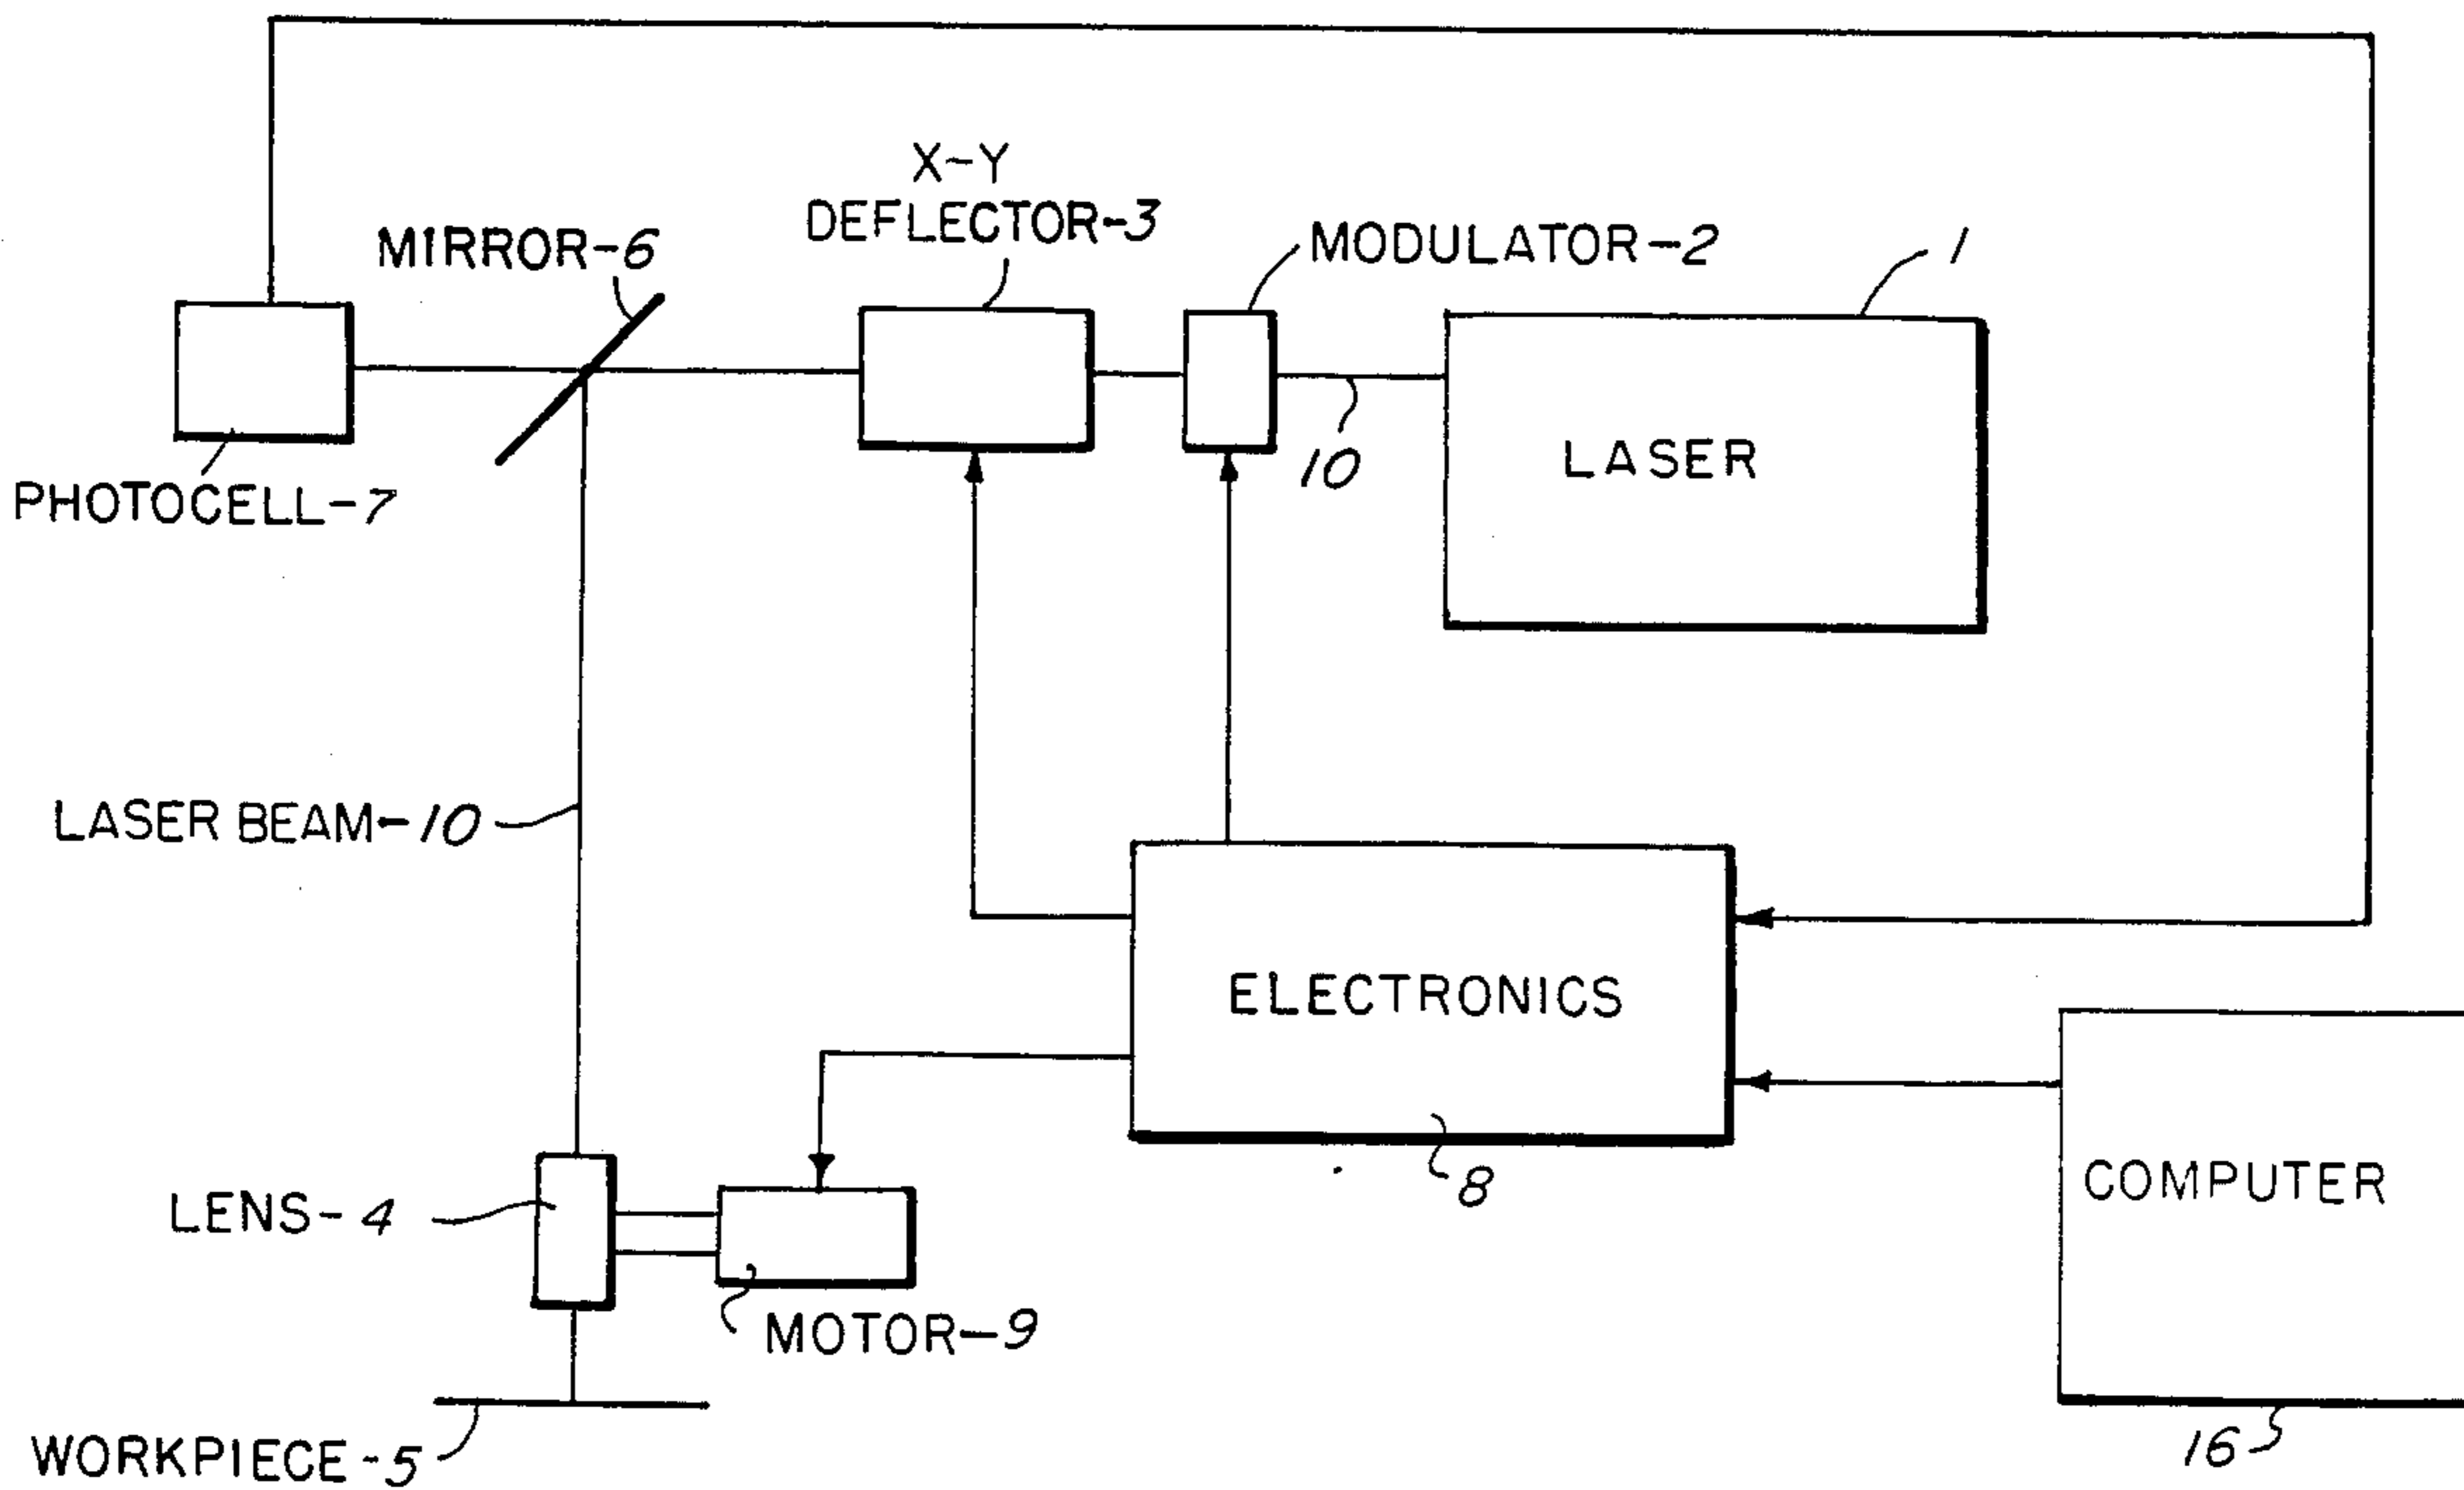 X-Y
DEFLECTOR-3
MIRROR-6
MODULATOR-2
1
LASER
10
PHOTOCELL-7
LASER BEAM-10
ELECTRONICS
8
COMPUTER
16
LENS-4
MOTOR-9
WORKPIECE-5